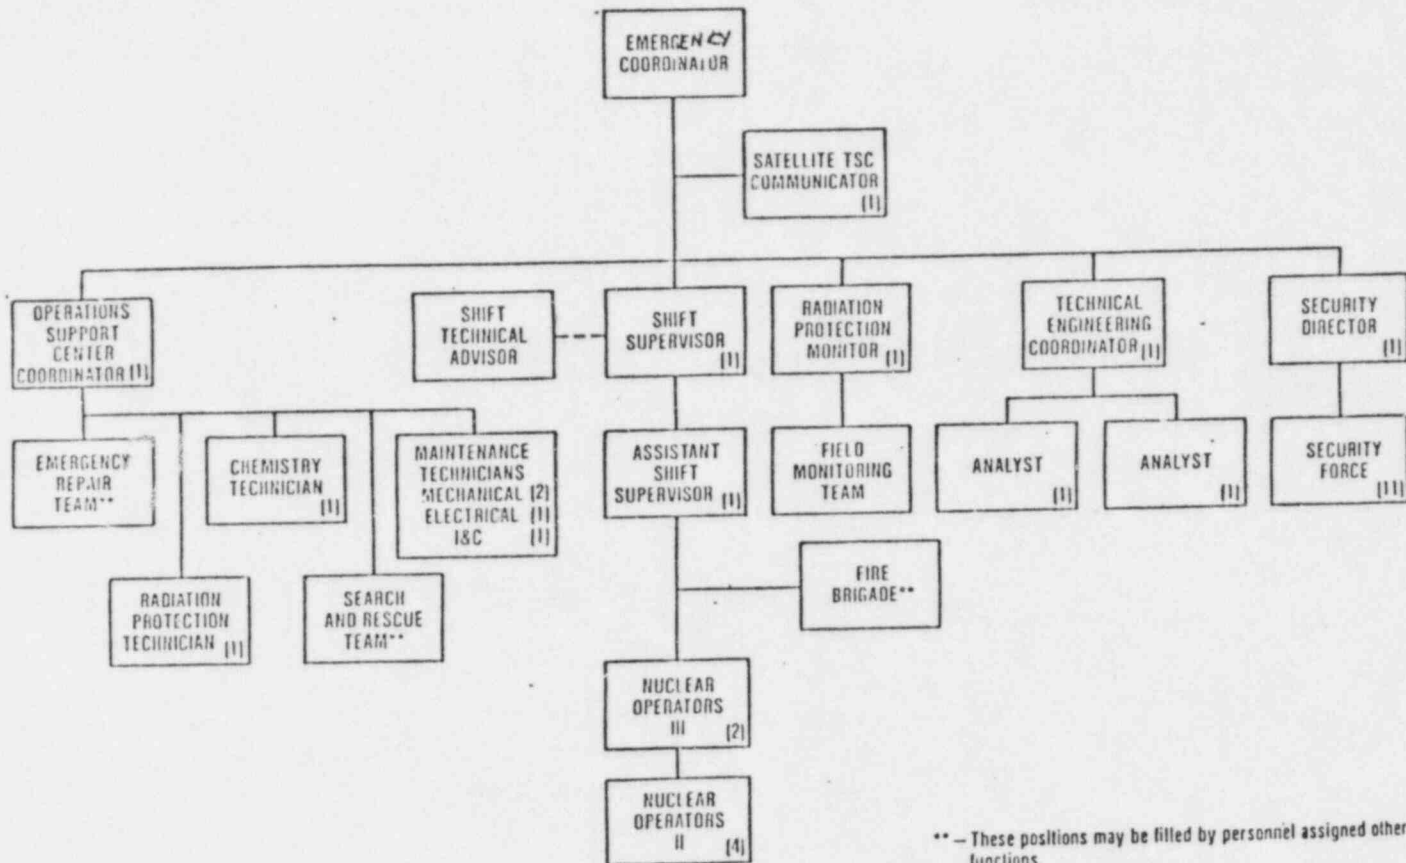 EMERGENCY
COORDINATOR
SATELLITE TSC
COMMUNICATOR
(1)
OPERATIONS
SUPPORT
CENTER
COORDINATOR (1)
SHIFT
TECHNICAL
ADVISOR
SHIFT
SUPERVISOR
(1)
RADIATION
PROTECTION
MONITOR (1)
TECHNICAL
ENGINEERING
COORDINATOR (1)
SECURITY
DIRECTOR
(1)
EMERGENCY
REPAIR
TEAM**
CHEMISTRY
TECHNICIAN
(1)
MAINTENANCE
TECHNICIANS
MECHANICAL (2)
ELECTRICAL (1)
I&C (1)
ASSISTANT
SHIFT
SUPERVISOR (1)
FIELD
MONITORING
TEAM
ANALYST
(1)
ANALYST
(1)
SECURITY
FORCE
(11)
RADIATION
PROTECTION
TECHNICIAN (1)
SEARCH
AND RESCUE
TEAM**
FIRE
BRIGADE**
NUCLEAR
OPERATORS
III (2)
NUCLEAR
OPERATORS
II (4)
** – These positions may be filled by personnel assigned other
functions